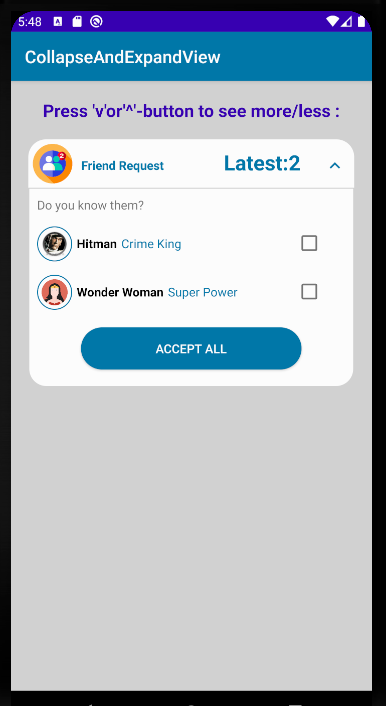 5:48
CollapseAndExpandView
Press 'v'or'^'-button to see more/less :
2
Friend Request Latest:2
Do you know them?
Hitman Crime King
Wonder Woman Super Power
ACCEPT ALL